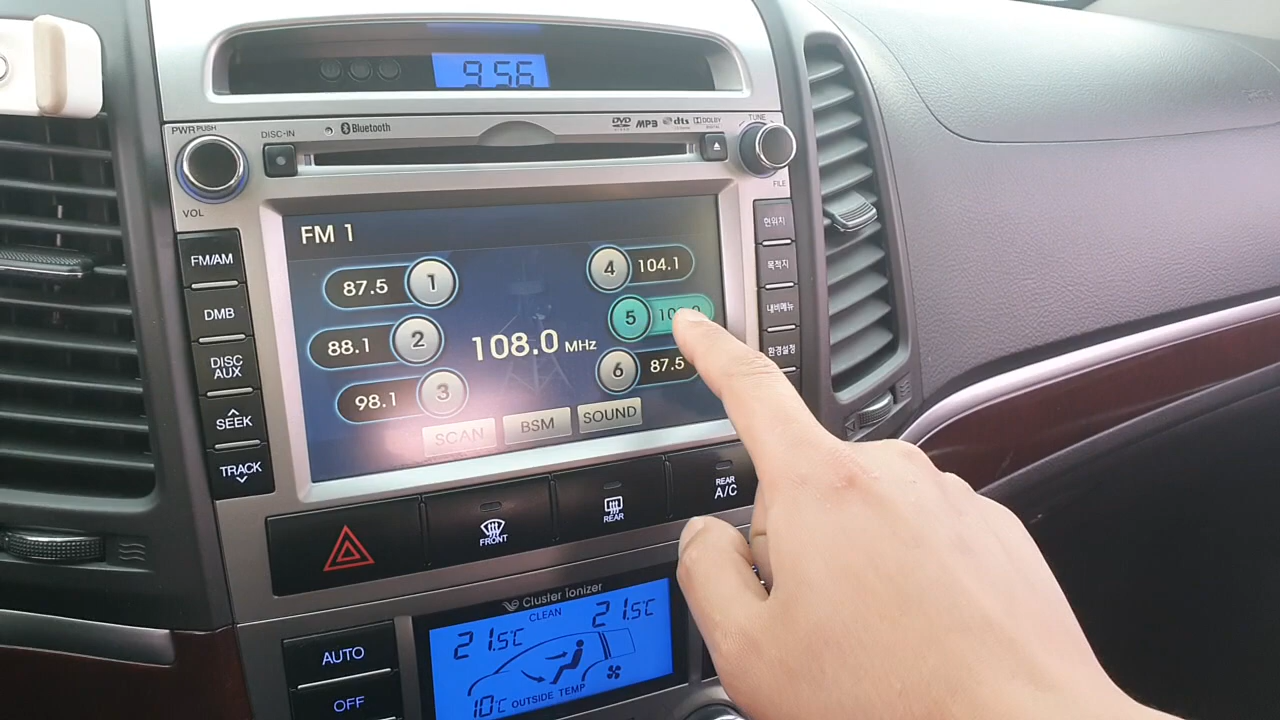 9:56
PWR PUSH
VOL
DISC-IN
Bluetooth
DVD VIDEO
MP3
dts
DOLBY
DIGITAL
TUNE
FILE
FM/AM
DMB
DISC
AUX
SEEK
TRACK
FM 1
87.5 1
88.1 2
98.1 3
108.0 MHz
4 104.1
5
6 87.5
SCAN
BSM
SOUND
현위치
목적지
내비메뉴
환경설정
FRONT
REAR
REAR
A/C
Cluster Ionizer
CLEAN
21.5℃
21.5℃
10℃ OUTSIDE TEMP
AUTO
OFF